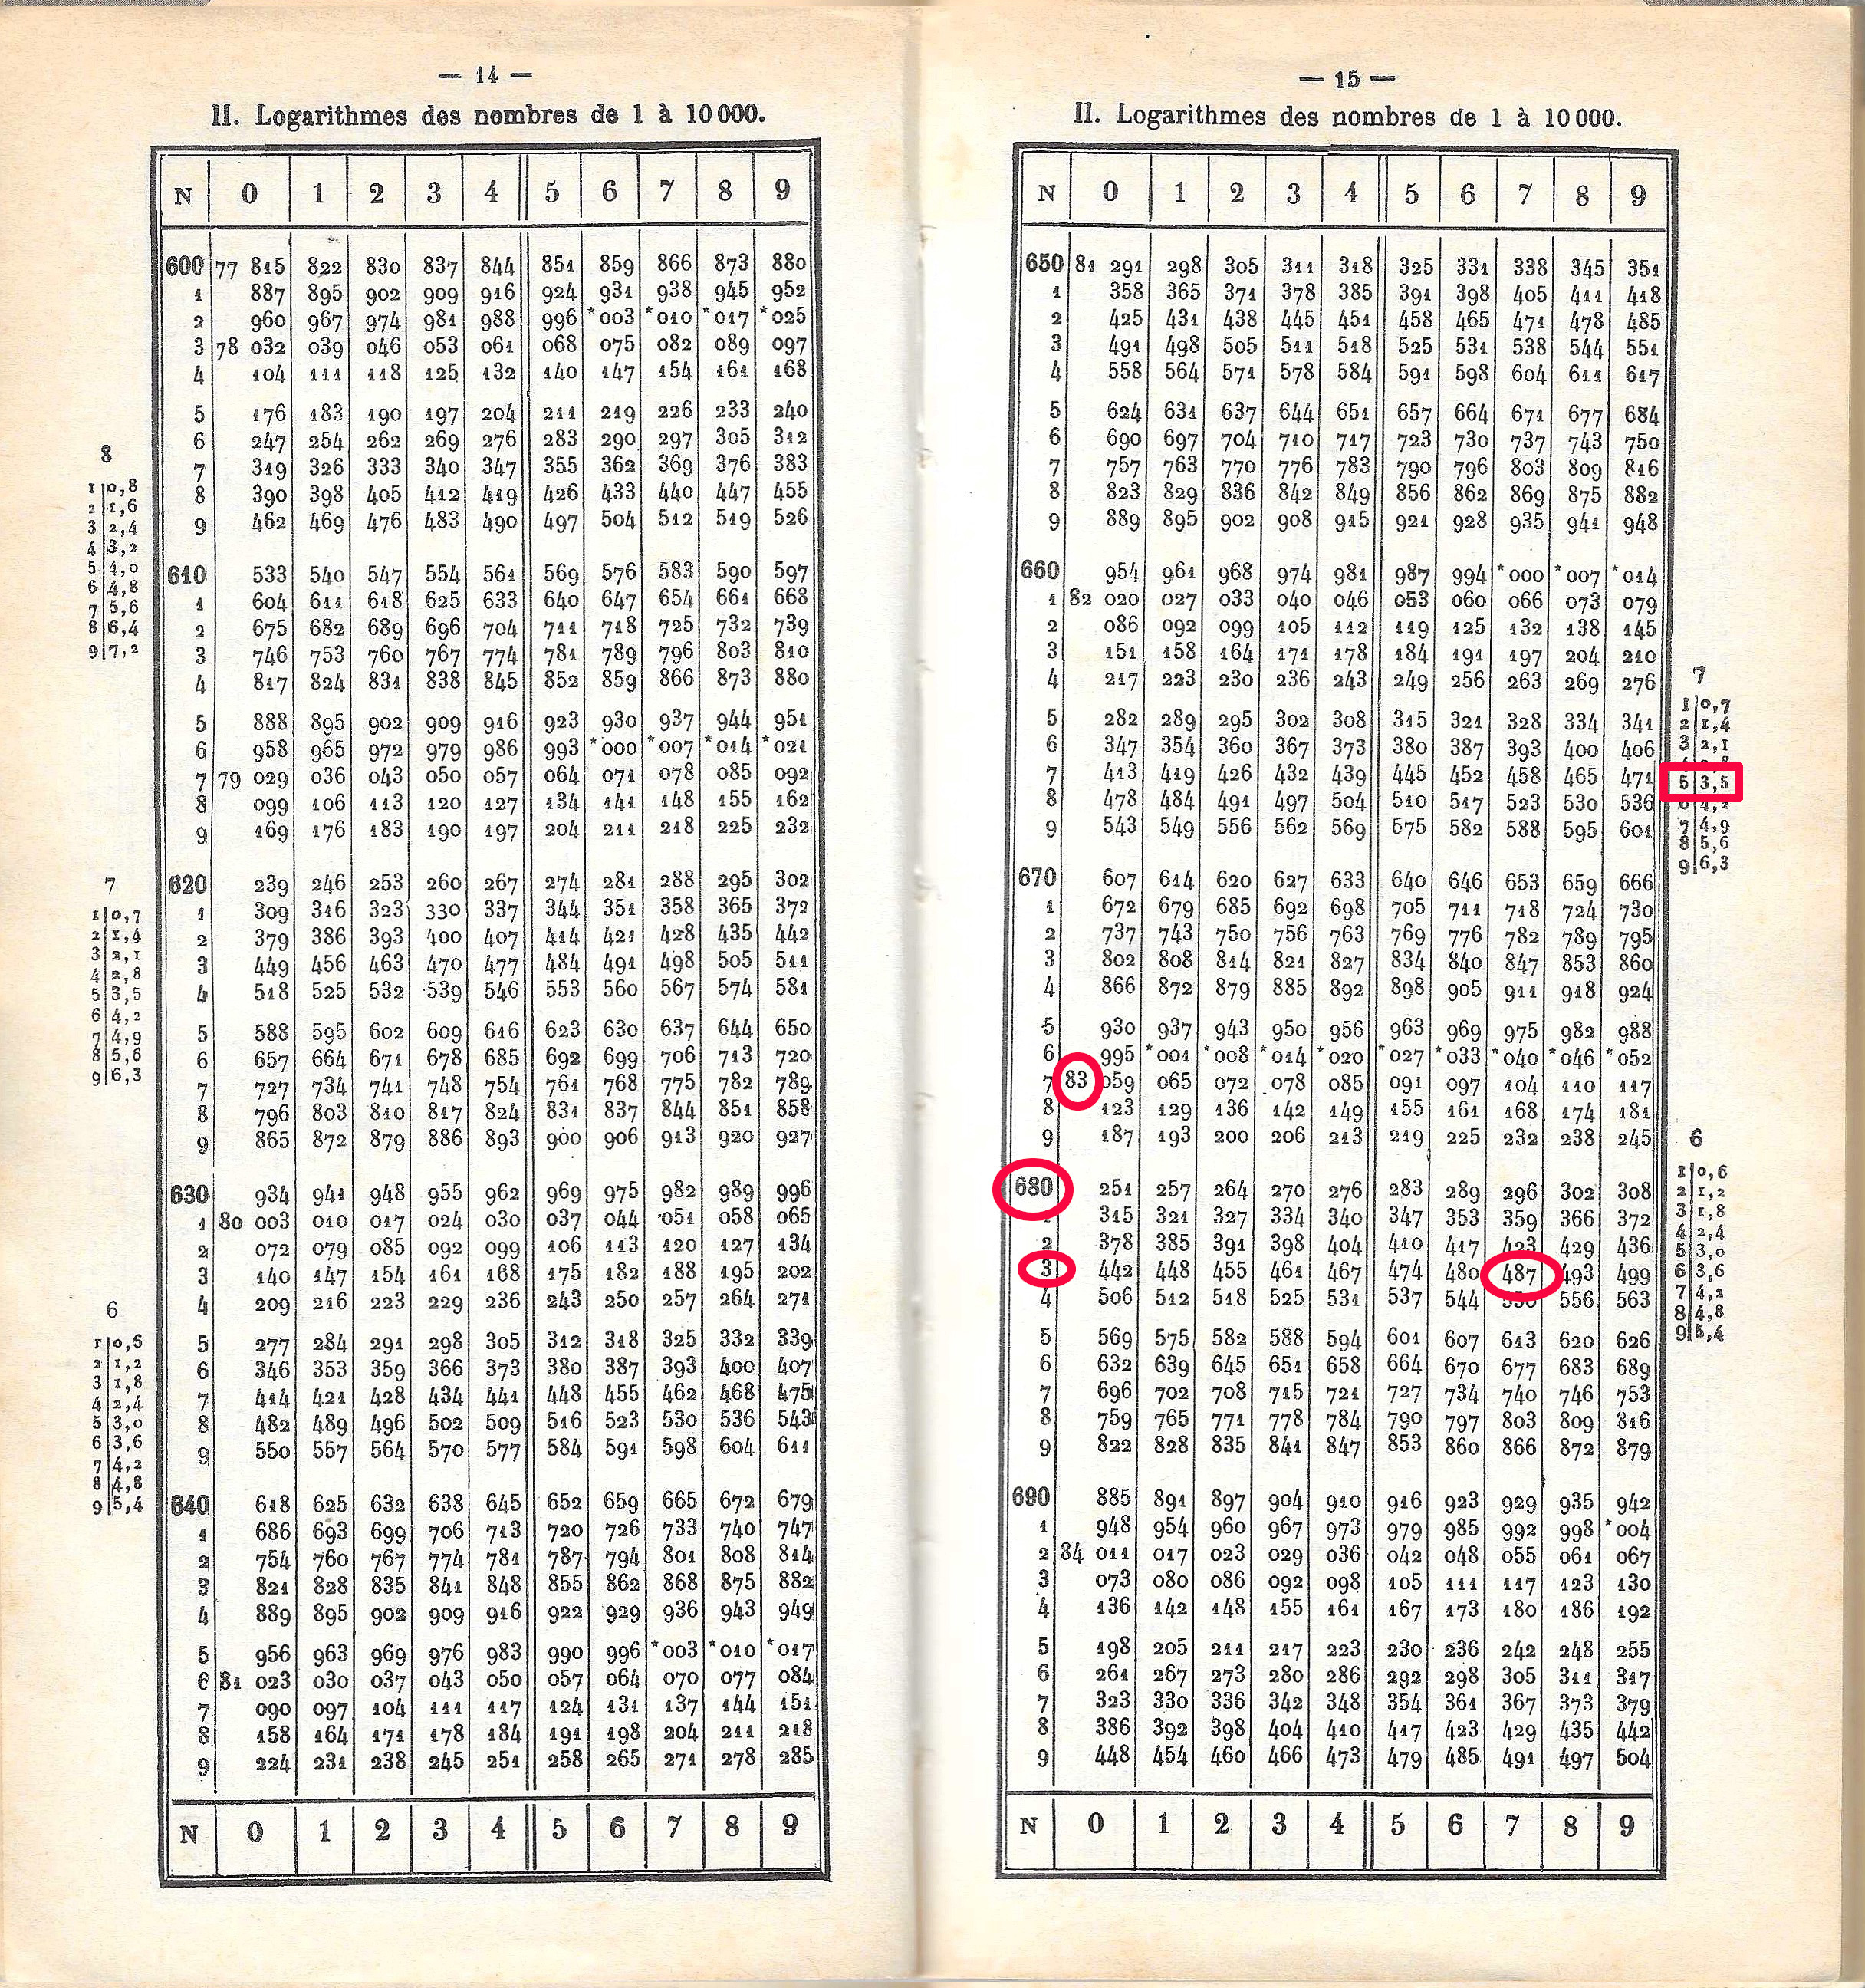 — 14 —
II. Logarithmes des nombres de 1 à 10 000.
N 0 1 2 3 4 5 6 7 8 9
600 77 815 822 830 837 844 851 859 866 873 880
1 887 895 902 909 916 924 931 938 945 952
2 960 967 974 981 988 996 *003 *010 *017 *025
3 78 032 039 046 053 061 068 075 082 089 097
4 104 111 118 125 132 140 147 154 161 168
5 176 183 190 197 204 211 219 226 233 240
6 247 254 262 269 276 283 290 297 305 312
7 319 326 333 340 347 355 362 369 376 383
8 390 398 405 412 419 426 433 440 447 455
9 462 469 476 483 490 497 504 512 519 526
610 533 540 547 554 561 569 576 583 590 597
1 604 611 618 625 633 640 647 654 661 668
2 675 682 689 696 704 711 718 725 732 739
3 746 753 760 767 774 781 789 796 803 810
4 817 824 831 838 845 852 859 866 873 880
5 888 895 902 909 916 923 930 937 944 951
6 958 965 972 979 986 993 *000 *007 *014 *021
7 79 029 036 043 050 057 064 071 078 085 092
8 099 106 113 120 127 134 141 148 155 162
9 169 176 183 190 197 204 211 218 225 232
620 239 246 253 260 267 274 281 288 295 302
1 309 316 323 330 337 344 351 358 365 372
2 379 386 393 400 407 414 421 428 435 442
3 449 456 463 470 477 484 491 498 505 511
4 518 525 532 539 546 553 560 567 574 581
5 588 595 602 609 616 623 630 637 644 650
6 657 664 671 678 685 692 699 706 713 720
7 727 734 741 748 754 761 768 775 782 789
8 796 803 810 817 824 831 837 844 851 858
9 865 872 879 886 893 900 906 913 920 927
630 934 941 948 955 962 969 975 982 989 996
1 80 003 010 017 024 030 037 044 051 058 065
2 072 079 085 092 099 106 113 120 127 134
3 140 147 154 161 168 175 182 188 195 202
4 209 216 223 229 236 243 250 257 264 271
5 277 284 291 298 305 312 318 325 332 339
6 346 353 359 366 373 380 387 393 400 407
7 414 421 428 434 441 448 455 462 468 475
8 482 489 496 502 509 516 523 530 536 543
9 550 557 564 570 577 584 591 598 604 611
640 618 625 632 638 645 652 659 665 672 679
1 686 693 699 706 713 720 726 733 740 747
2 754 760 767 774 781 787 794 801 808 814
3 821 828 835 841 848 855 862 868 875 882
4 889 895 902 909 916 922 929 936 943 949
5 956 963 969 976 983 990 996 *003 *010 *017
6 81 023 030 037 043 050 057 064 070 077 084
7 090 097 104 111 117 124 131 137 144 151
8 158 164 171 178 184 191 198 204 211 218
9 224 231 238 245 251 258 265 271 278 285
N 0 1 2 3 4 5 6 7 8 9
8
1 0,8
2 1,6
3 2,4
4 3,2
5 4,0
6 4,8
7 5,6
8 6,4
9 7,2
7
1 0,7
2 1,4
3 2,1
4 2,8
5 3,5
6 4,2
7 4,9
8 5,6
9 6,3
6
1 0,6
2 1,2
3 1,8
4 2,4
5 3,0
6 3,6
7 4,2
8 4,8
9 5,4
— 15 —
II. Logarithmes des nombres de 1 à 10 000.
N 0 1 2 3 4 5 6 7 8 9
650 81 291 298 305 311 318 325 331 338 345 351
1 358 365 371 378 385 391 398 405 411 418
2 425 431 438 445 451 458 465 471 478 485
3 491 498 505 511 518 525 531 538 544 551
4 558 564 571 578 584 591 598 604 611 617
5 624 631 637 644 651 657 664 671 677 684
6 690 697 704 710 717 723 730 737 743 750
7 757 763 770 776 783 790 796 803 809 816
8 823 829 836 842 849 856 862 869 875 882
9 889 895 902 908 915 921 928 935 941 948
660 954 961 968 974 981 987 994 *000 *007 *014
1 82 020 027 033 040 046 053 060 066 073 079
2 086 092 099 105 112 119 125 132 138 145
3 151 158 164 171 178 184 191 197 204 210
4 217 223 230 236 243 249 256 263 269 276
5 282 289 295 302 308 315 321 328 334 341
6 347 354 360 367 373 380 387 393 400 406
7 413 419 426 432 439 445 452 458 465 471
8 478 484 491 497 504 510 517 523 530 536
9 543 549 556 562 569 575 582 588 595 601
670 607 614 620 627 633 640 646 653 659 666
1 672 679 685 692 698 705 711 718 724 730
2 737 743 750 756 763 769 776 782 789 795
3 802 808 814 821 827 834 840 847 853 860
4 866 872 879 885 892 898 905 911 918 924
5 930 937 943 950 956 963 969 975 982 988
6 995 *001 *008 *014 *020 *027 *033 *040 *046 *052
7 83 059 065 072 078 085 091 097 104 110 117
8 123 129 136 142 149 155 161 168 174 181
9 187 193 200 206 213 219 225 232 238 245
680 251 257 264 270 276 283 289 296 302 308
1 315 321 327 334 340 347 353 359 366 372
2 378 385 391 398 404 410 417 423 429 436
3 442 448 455 461 467 474 480 487 493 499
4 506 512 518 525 531 537 544 550 556 563
5 569 575 582 588 594 601 607 613 620 626
6 632 639 645 651 658 664 670 677 683 689
7 696 702 708 715 721 727 734 740 746 753
8 759 765 771 778 784 790 797 803 809 816
9 822 828 835 841 847 853 860 866 872 879
690 885 891 897 904 910 916 923 929 935 942
1 948 954 960 967 973 979 985 992 998 *004
2 84 011 017 023 029 036 042 048 055 061 067
3 073 080 086 092 098 105 111 117 123 130
4 136 142 148 155 161 167 173 180 186 192
5 198 205 211 217 223 230 236 242 248 255
6 261 267 273 280 286 292 298 305 311 317
7 323 330 336 342 348 354 361 367 373 379
8 386 392 398 404 410 417 423 429 435 442
9 448 454 460 466 473 479 485 491 497 504
N 0 1 2 3 4 5 6 7 8 9
7
1 0,7
2 1,4
3 2,1
5 3,5
6 4,2
7 4,9
8 5,6
9 6,3
6
1 0,6
2 1,2
3 1,8
4 2,4
5 3,0
6 3,6
7 4,2
8 4,8
9 5,4